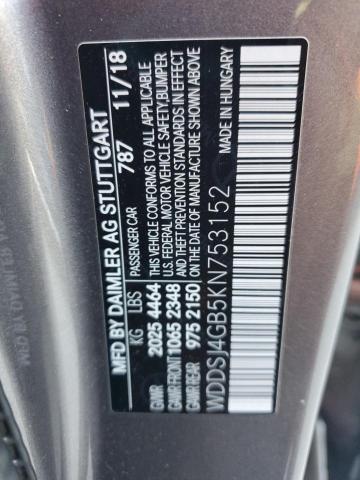 MFD BY DAIMLER AG STUTTGART
787 11/18
KG LBS PASSENGER CAR
GVWR 2025 4464 THIS VEHICLE CONFORMS TO ALL APPLICABLE
GAWR FRONT 1065 2348 U.S. FEDERAL MOTOR VEHICLE SAFETY,BUMPER
AND THEFT PREVENTION STANDARDS IN EFFECT
GAWR REAR 975 2150 ON THE DATE OF MANUFACTURE SHOWN ABOVE
WDDSJ4GB5KN753152 MADE IN HUNGARY